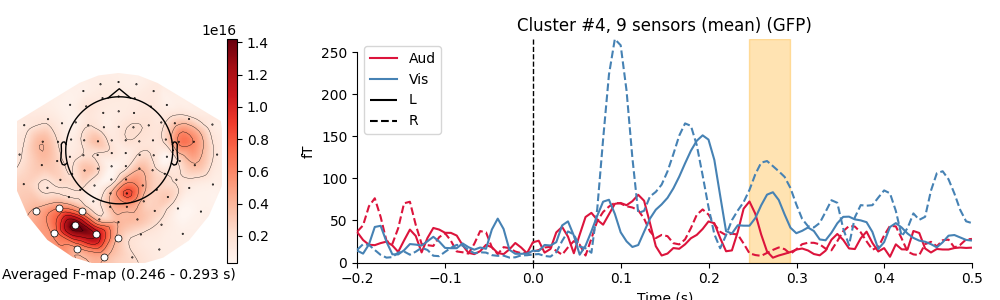 Cluster #4, 9 sensors (mean) (GFP)
1e16
1.4
1.2
1.0
0.8
0.6
0.4
0.2
Averaged F-map (0.246 - 0.293 s)
fT
250
200
150
100
50
0
Aud
Vis
L
R
−0.2
−0.1
0.0
0.1
0.2
0.3
0.4
0.5
Time (s)